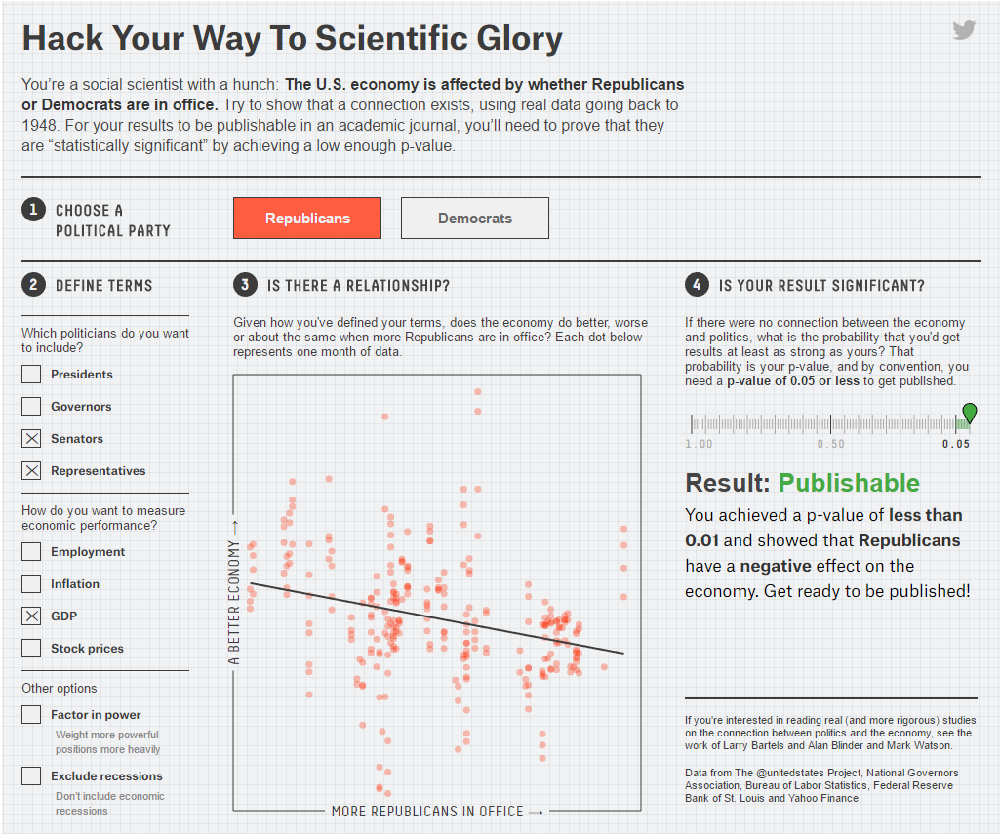 Hack Your Way To Scientific Glory
You're a social scientist with a hunch: The U.S. economy is affected by whether Republicans
or Democrats are in office. Try to show that a connection exists, using real data going back to
1948. For your results to be publishable in an academic journal, you'll need to prove that they
are “statistically significant” by achieving a low enough p-value.
1 CHOOSE A
POLITICAL PARTY
Republicans
Democrats
2 DEFINE TERMS
Which politicians do you want
to include?
Presidents
Governors
Senators
Representatives
How do you want to measure
economic performance?
Employment
Inflation
GDP
Stock prices
Other options
Factor in power
Weight more powerful
positions more heavily
Exclude recessions
Don't include economic
recessions
3 IS THERE A RELATIONSHIP?
Given how you've defined your terms, does the economy do better, worse
or about the same when more Republicans are in office? Each dot below
represents one month of data.
A BETTER ECONOMY →
MORE REPUBLICANS IN OFFICE →
4 IS YOUR RESULT SIGNIFICANT?
If there were no connection between the economy
and politics, what is the probability that you'd get
results at least as strong as yours? That
probability is your p-value, and by convention, you
need a p-value of 0.05 or less to get published.
1.00 0.50 0.05
Result: Publishable
You achieved a p-value of less than
0.01 and showed that Republicans
have a negative effect on the
economy. Get ready to be published!
If you're interested in reading real (and more rigorous) studies
on the connection between politics and the economy, see the
work of Larry Bartels and Alan Blinder and Mark Watson.
Data from The @unitedstates Project, National Governors
Association, Bureau of Labor Statistics, Federal Reserve
Bank of St. Louis and Yahoo Finance.